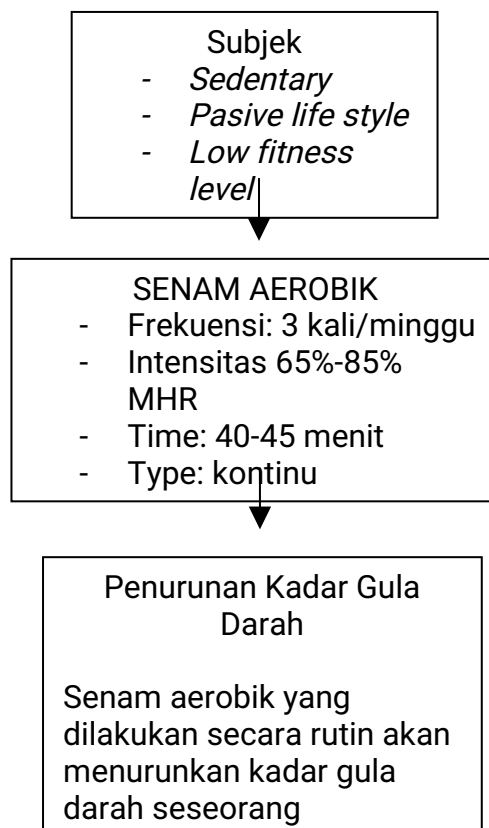 Subjek
- Sedentary
- Pasive life style
- Low fitness
level
SENAM AEROBIK
- Frekuensi: 3 kali/minggu
- Intensitas 65%-85%
MHR
- Time: 40-45 menit
- Type: kontinu
Penurunan Kadar Gula
Darah
Senam aerobik yang
dilakukan secara rutin akan
menurunkan kadar gula
darah seseorang